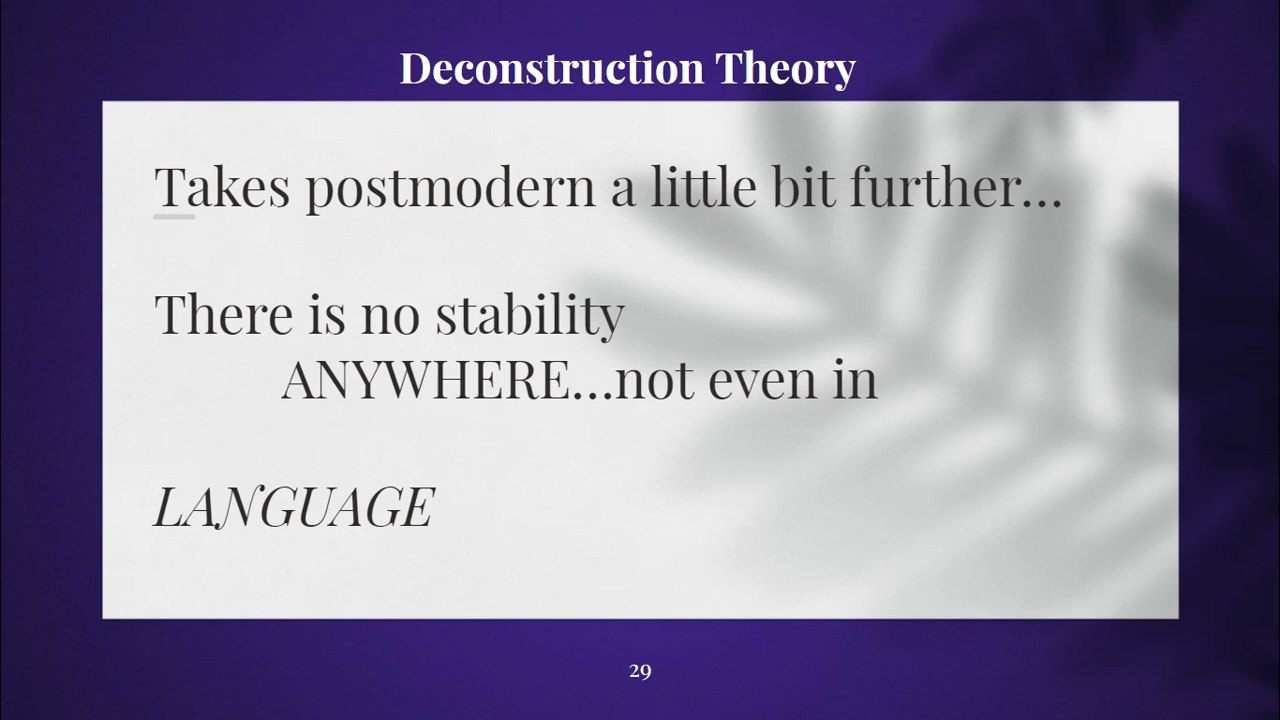 Deconstruction Theory
Takes postmodern a little bit further...
There is no stability
ANYWHERE...not even in
LANGUAGE
29